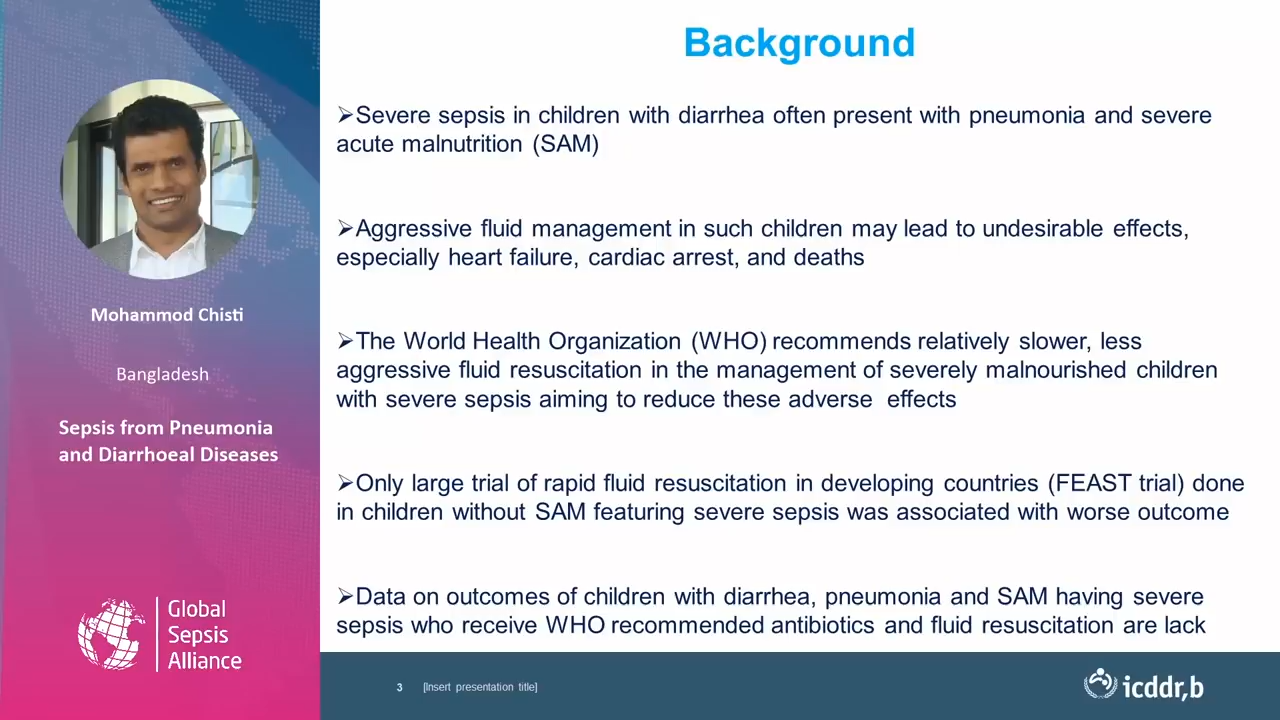 Background
➢Severe sepsis in children with diarrhea often present with pneumonia and severe
acute malnutrition (SAM)
➢Aggressive fluid management in such children may lead to undesirable effects,
especially heart failure, cardiac arrest, and deaths
➢The World Health Organization (WHO) recommends relatively slower, less
aggressive fluid resuscitation in the management of severely malnourished children
with severe sepsis aiming to reduce these adverse effects
➢Only large trial of rapid fluid resuscitation in developing countries (FEAST trial) done
in children without SAM featuring severe sepsis was associated with worse outcome
➢Data on outcomes of children with diarrhea, pneumonia and SAM having severe
sepsis who receive WHO recommended antibiotics and fluid resuscitation are lack
Mohammod Chisti
Bangladesh
Sepsis from Pneumonia
and Diarrhoeal Diseases
Global
Sepsis
Alliance
3 [Insert presentation title]
icddr,b